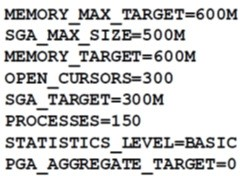 MEMORY_MAX_TARGET=600M
SGA_MAX_SIZE=500M
MEMORY_TARGET=600M
OPEN_CURSORS=300
SGA_TARGET=300M
PROCESSES=150
STATISTICS_LEVEL=BASIC
PGA_AGGREGATE_TARGET=0